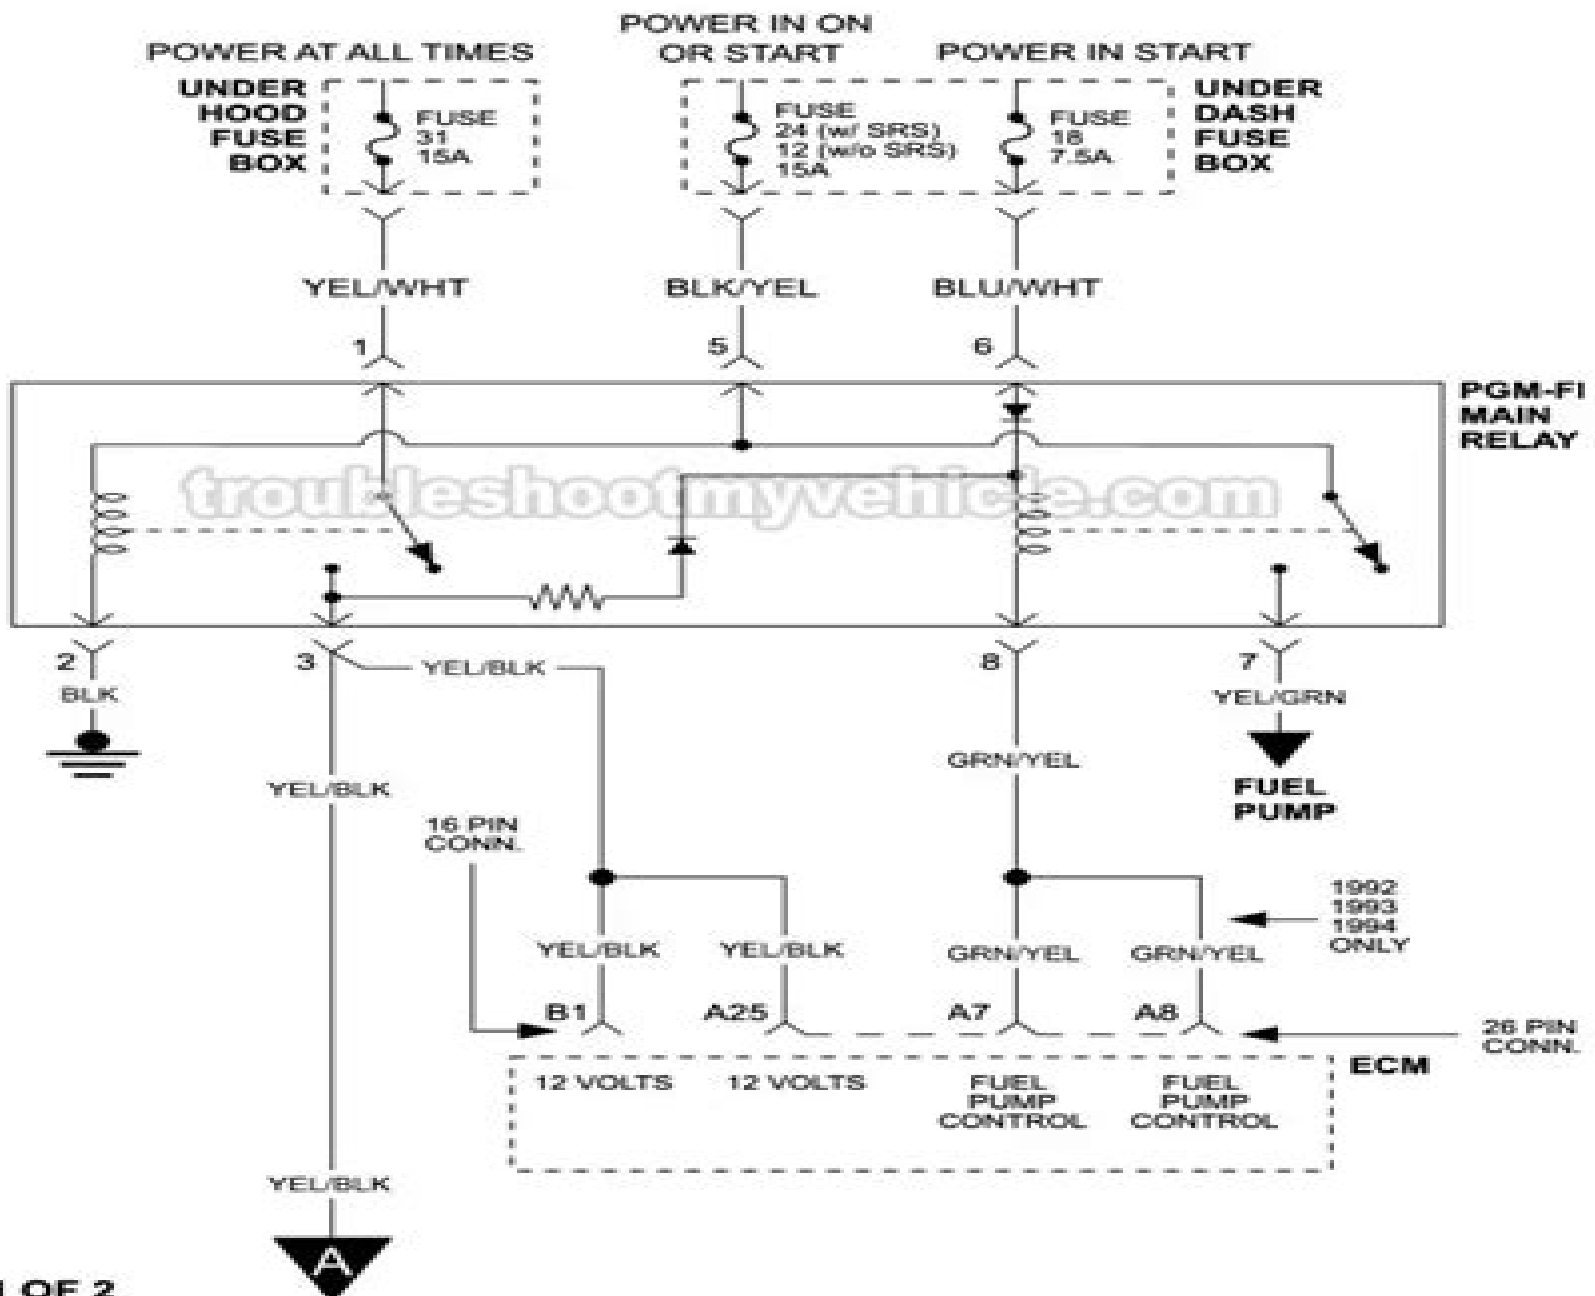 POWER AT ALL TIMES
POWER IN ON
OR START
POWER IN START
UNDER
HOOD
FUSE
BOX
FUSE
31
15A
FUSE
24 (w/ SRS)
12 (w/o SRS)
15A
FUSE
18
7.5A
UNDER
DASH
FUSE
BOX
YEL/WHT
BLK/YEL
BLU/WHT
1
5
6
PGM-FI
MAIN
RELAY
troubleshootmyvehicle.com
2
3
8
7
BLK
YEL/BLK
YEL/GRN
FUEL
PUMP
YEL/BLK
GRN/YEL
16 PIN
CONN.
1992
1993
1994
ONLY
YEL/BLK
YEL/BLK
GRN/YEL
GRN/YEL
B1
A25
A7
A8
26 PIN
CONN.
ECM
12 VOLTS
12 VOLTS
FUEL
PUMP
CONTROL
FUEL
PUMP
CONTROL
YEL/BLK
A
1 OF 2